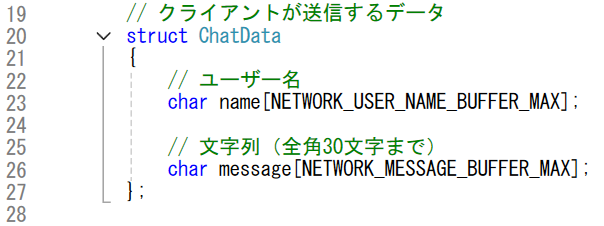 19 // クライアントが送信するデータ
20 struct ChatData
21 {
22 // ユーザー名
23 char name[NETWORK_USER_NAME_BUFFER_MAX];
24
25 // 文字列（全角30文字まで）
26 char message[NETWORK_MESSAGE_BUFFER_MAX];
27 };
28